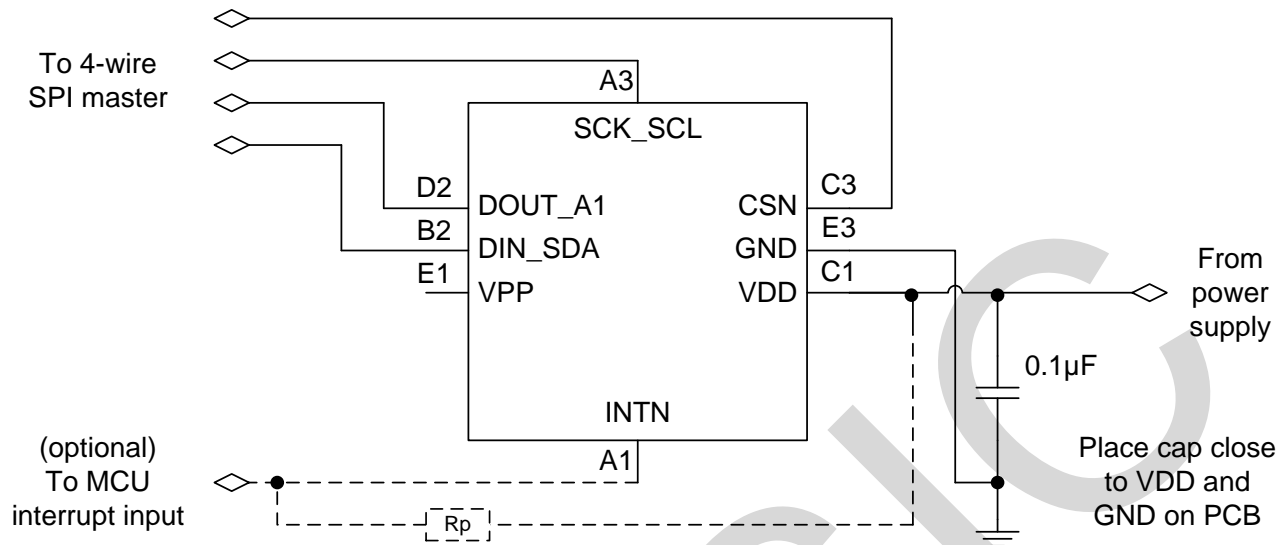 To 4-wire
SPI master
A3
SCK_SCL
D2
DOUT_A1
B2
DIN_SDA
E1
VPP
CSN
C3
GND
E3
VDD
C1
From
power
supply
0.1µF
INTN
A1
(optional)
To MCU
interrupt input
Rp
Place cap close
to VDD and
GND on PCB